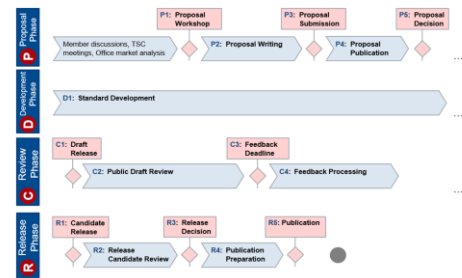 P Proposal
Phase
P1: Proposal
Workshop
P3: Proposal
Submission
P5: Proposal
Decision
Member discussions, TSC
meetings, Office market analysis
P2: Proposal Writing
P4: Proposal
Publication
...
D Development
Phase
D1: Standard Development
...
C Review
Phase
C1: Draft
Release
C3: Feedback
Deadline
C2: Public Draft Review
C4: Feedback Processing
...
R Release
Phase
R1: Candidate
Release
R3: Release
Decision
R5: Publication
R2: Release
Candidate Review
R4: Publication
Preparation